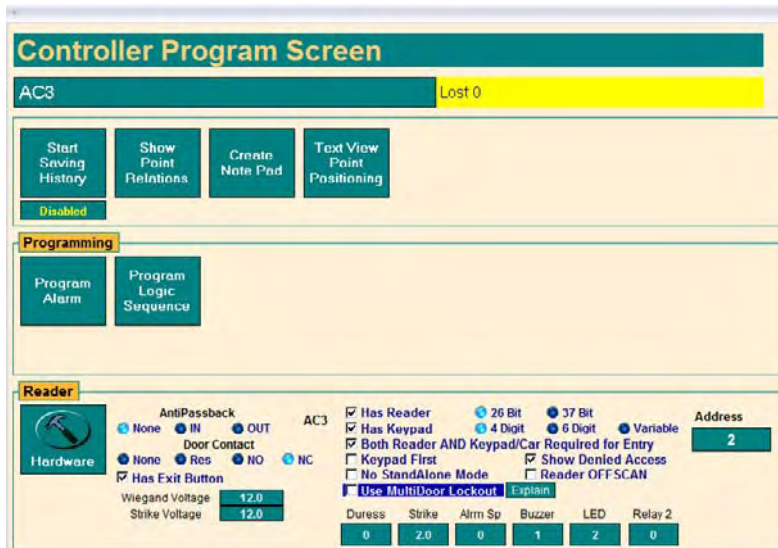 Controller Program Screen
AC3
Lost 0
Start Saving History
Show Point Relations
Create Note Pad
Text View Point Positioning
Disabled
Programming
Program Alarm
Program Logic Sequence
Reader
Hardware
AntiPassback
None IN OUT
Door Contact
None Res NO NC
Has Exit Button
Wiegand Voltage 12.0
Strike Voltage 12.0
AC3
Has Reader 26 Bit 37 Bit
Has Keypad 4 Digit 6 Digit Variable
Both Reader AND Keypad/Car Required for Entry
Keypad First Show Denied Access
No StandAlone Mode Reader OFFSCAN
Use MultiDoor Lockout Explain
Address
2
Duress Strike Alrm Sp Buzzer LED Relay 2
0 2.0 0 1 2 0